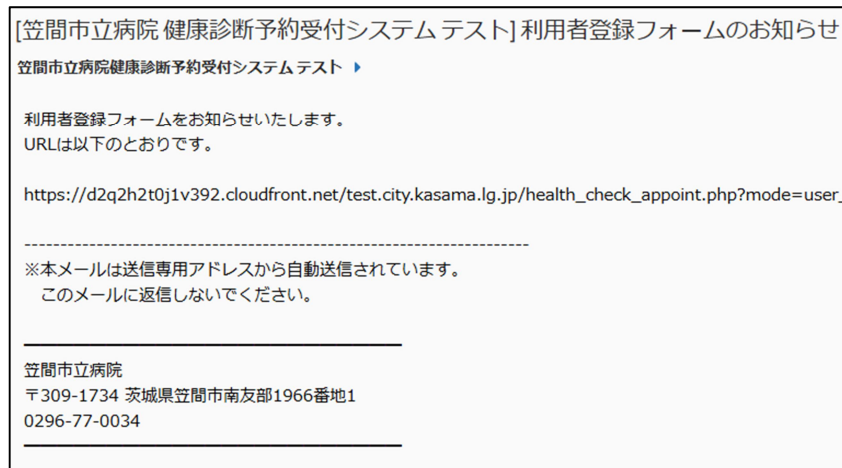 [笠間市立病院 健康診断予約受付システム テスト] 利用者登録フォームのお知らせ
笠間市立病院健康診断予約受付システム テスト
利用者登録フォームをお知らせいたします。
URLは以下のとおりです。
https://d2q2h2t0j1v392.cloudfront.net/test.city.kasama.lg.jp/health_check_appoint.php?mode=user_
----------------------------------------------------------------------
※本メールは送信専用アドレスから自動送信されています。
このメールに返信しないでください。
笠間市立病院
〒309-1734 茨城県笠間市南友部1966番地1
0296-77-0034